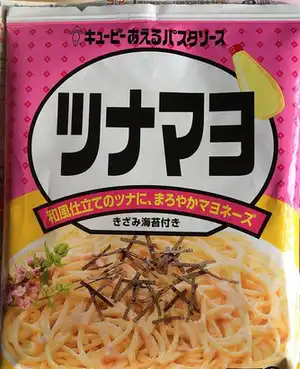 キユーピーあえるパスタソース
ツナマヨ
和風仕立てのツナに、まろやかマヨネーズ
きざみ海苔付き